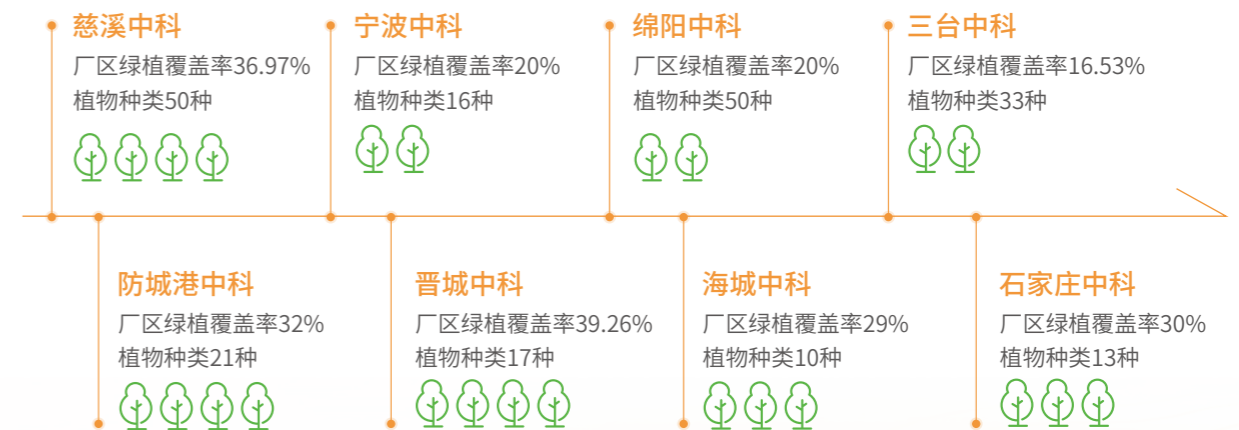 慈溪中科
厂区绿植覆盖率36.97%
植物种类50种
宁波中科
厂区绿植覆盖率20%
植物种类16种
绵阳中科
厂区绿植覆盖率20%
植物种类50种
三台中科
厂区绿植覆盖率16.53%
植物种类33种
防城港中科
厂区绿植覆盖率32%
植物种类21种
晋城中科
厂区绿植覆盖率39.26%
植物种类17种
海城中科
厂区绿植覆盖率29%
植物种类10种
石家庄中科
厂区绿植覆盖率30%
植物种类13种